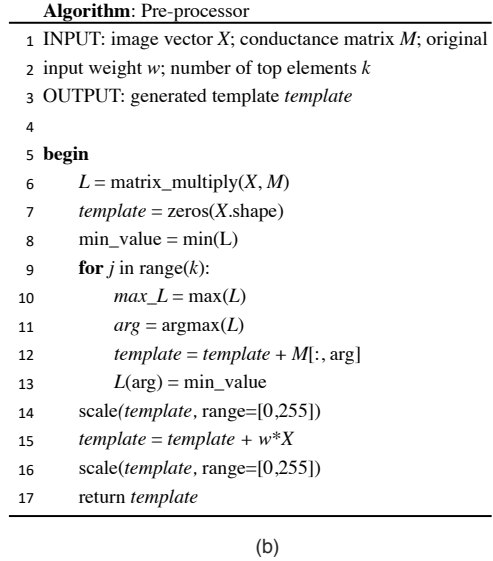 Algorithm: Pre-processor
1 INPUT: image vector X; conductance matrix M; original
2 input weight w; number of top elements k
3 OUTPUT: generated template template
4
5 begin
6 L = matrix_multiply(X, M)
7 template = zeros(X.shape)
8 min_value = min(L)
9 for j in range(k):
10 max_L = max(L)
11 arg = argmax(L)
12 template = template + M[:, arg]
13 L(arg) = min_value
14 scale(template, range=[0,255])
15 template = template + w*X
16 scale(template, range=[0,255])
17 return template
(b)